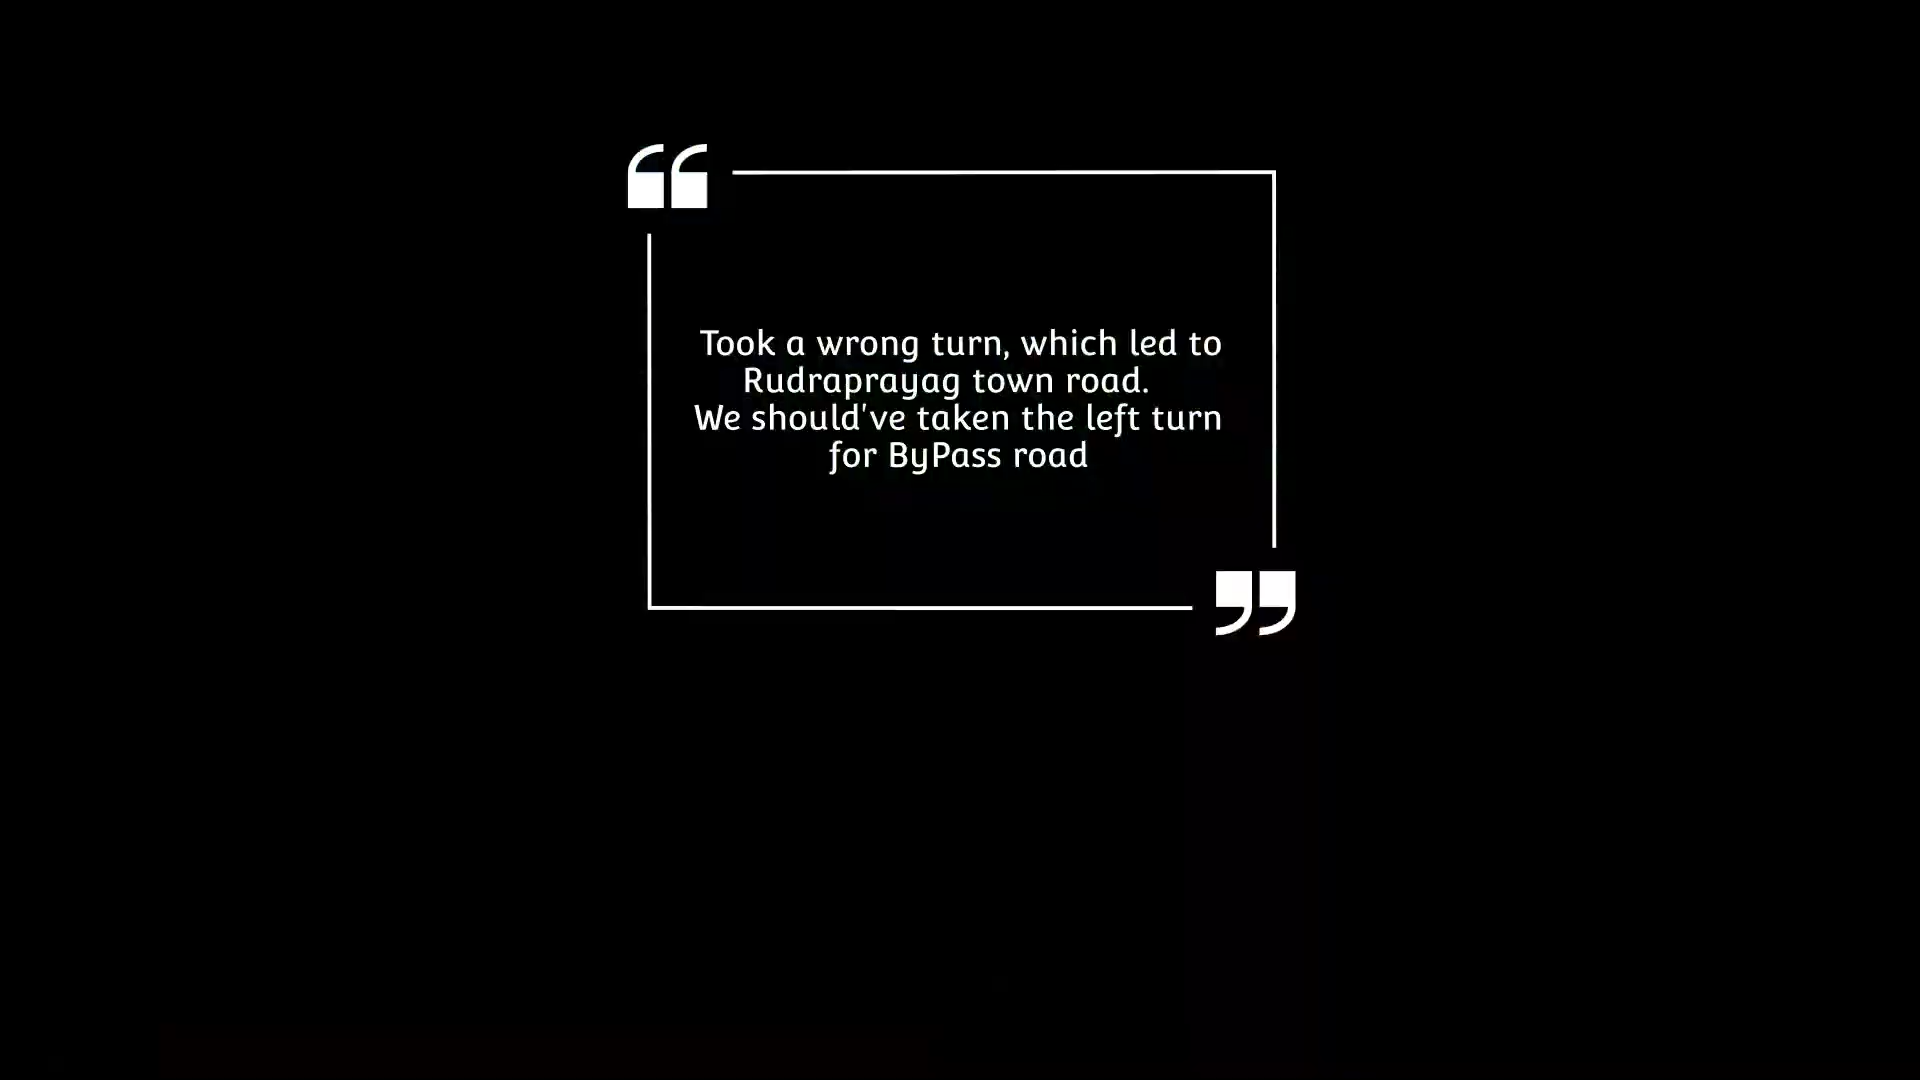 Took a wrong turn, which led to
Rudraprayag town road.
We should've taken the left turn
for ByPass road